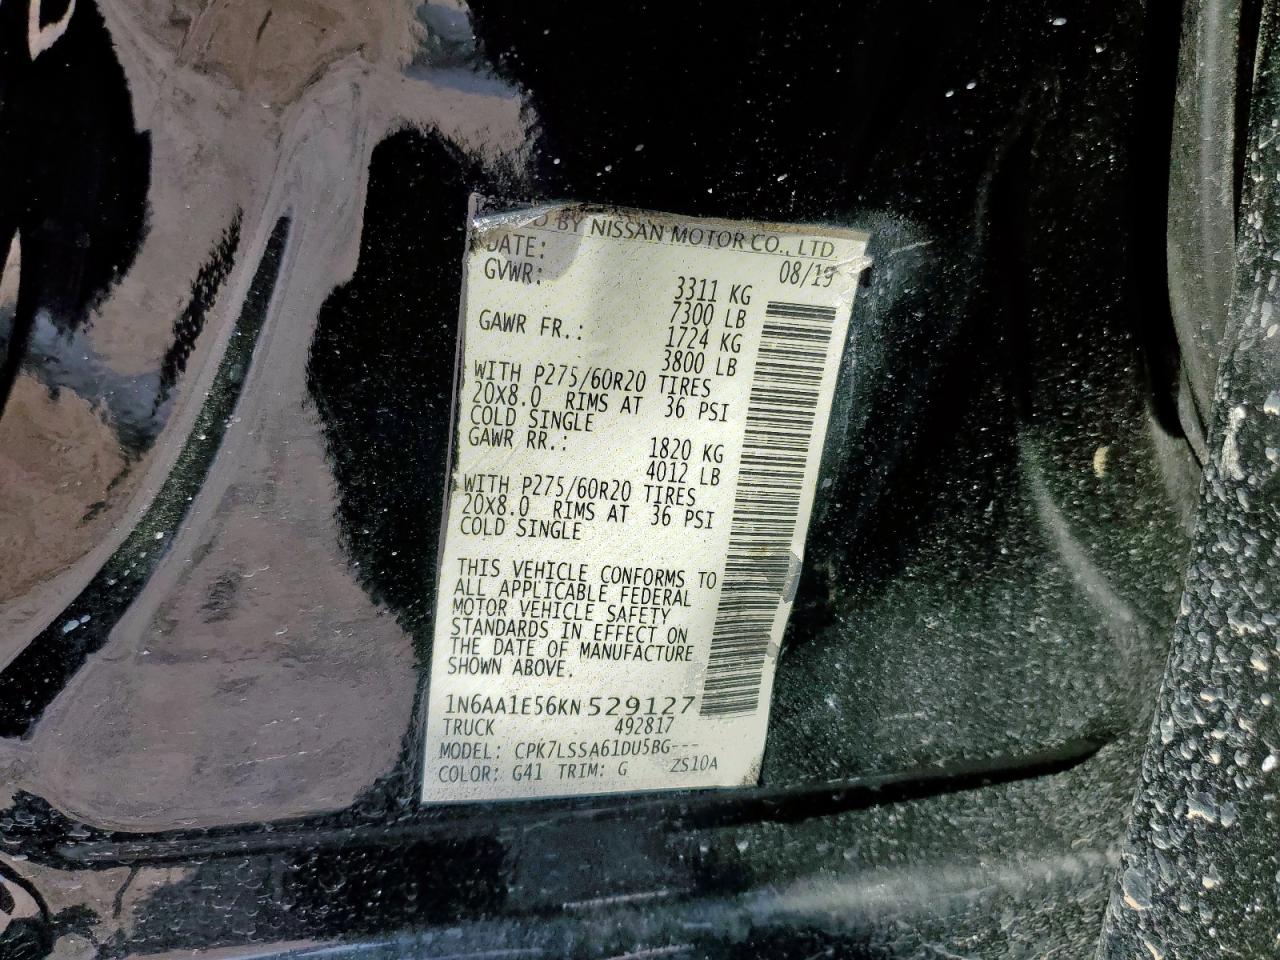 D BY NISSAN MOTOR CO., LTD
DATE: 08/19
GVWR: 3311 KG
7300 LB
GAWR FR.: 1724 KG
3800 LB
WITH P275/60R20 TIRES
20X8.0 RIMS AT 36 PSI
COLD SINGLE
GAWR RR.: 1820 KG
4012 LB
WITH P275/60R20 TIRES
20X8.0 RIMS AT 36 PSI
COLD SINGLE
THIS VEHICLE CONFORMS TO
ALL APPLICABLE FEDERAL
MOTOR VEHICLE SAFETY
STANDARDS IN EFFECT ON
THE DATE OF MANUFACTURE
SHOWN ABOVE.
1N6AA1E56KN529127
TRUCK 492817
MODEL: CPK7LSSA61DU5BG---
COLOR: G41 TRIM: G ZS10A